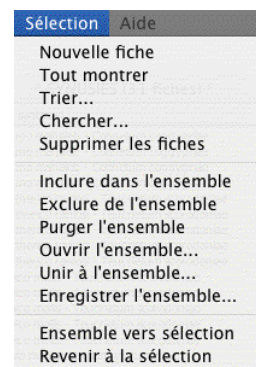 Sélection Aide
Nouvelle fiche
Tout montrer
Trier...
Chercher...
Supprimer les fiches
Inclure dans l'ensemble
Exclure de l'ensemble
Purger l'ensemble
Ouvrir l'ensemble...
Unir à l'ensemble...
Enregistrer l'ensemble...
Ensemble vers sélection
Revenir à la sélection